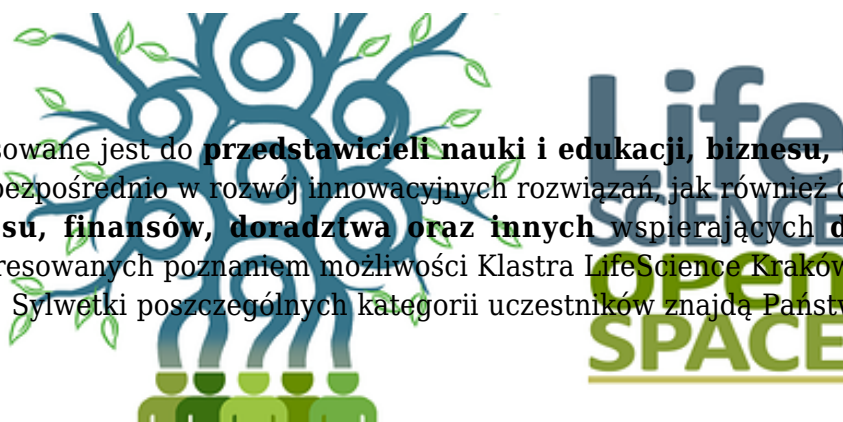 Life
sowane jest do przedstawicieli nauki i edukacji, biznesu,
bezpośrednio w rozwój innowacyjnych rozwiązań, jak również
SCIENCE
su, finansów, doradztwa oraz innych wspierających
resowanych poznaniem możliwości Klastra LifeScience Kraków
open
Sylwetki poszczególnych kategorii uczestników znajdą Państw
SPACE